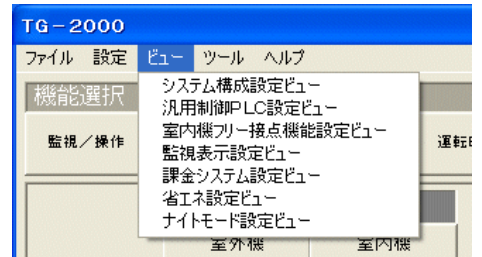 TG-2000
ファイル 設定 ビュー ツール ヘルプ
機能選択
システム構成設定ビュー
汎用制御PLC設定ビュー
室内機フリー接点機能設定ビュー
監視/操作
監視表示設定ビュー
運転
課金システム設定ビュー
省エネ設定ビュー
ナイトモード設定ビュー
室外機 室内機